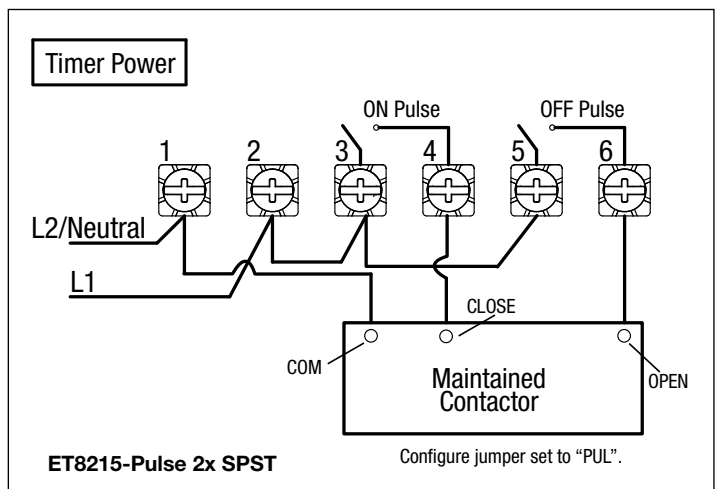 Timer Power
ON Pulse
OFF Pulse
1 2 3 4 5 6
L2/Neutral
L1
CLOSE
COM
OPEN
Maintained
Contactor
ET8215-Pulse 2x SPST
Configure jumper set to “PUL”.